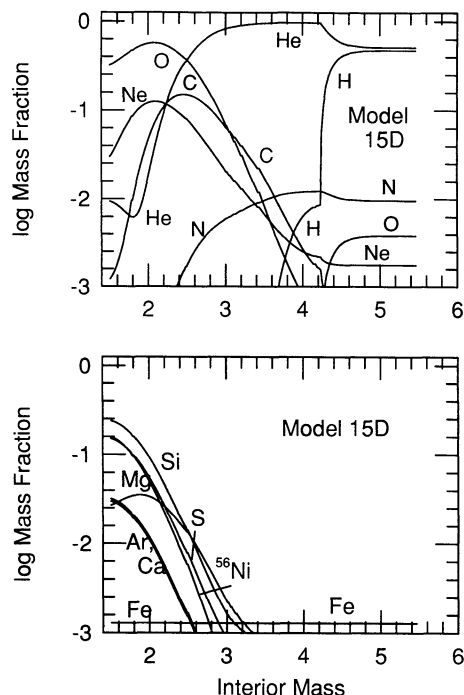 0
-1
-2
-3
log Mass Fraction
O
Ne
He
C
He
H
Model
15D
C
N
H
N
O
Ne
2 3 4 5 6
0
-1
-2
-3
log Mass Fraction
Model 15D
Si
Mg
S
Ar,
Ca
56Ni
Fe
Fe
2 3 4 5 6
Interior Mass